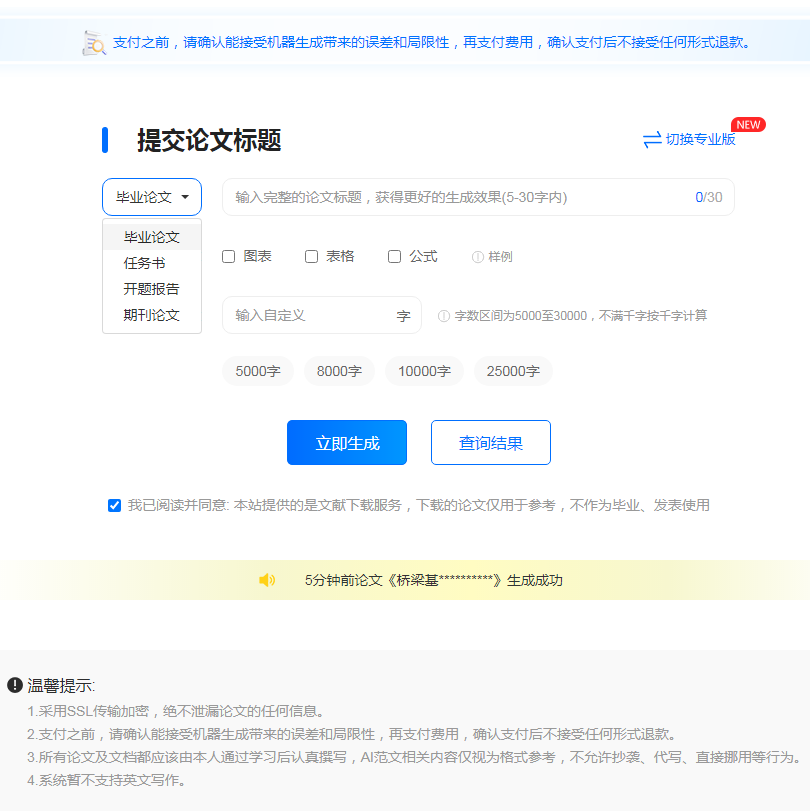 支付之前，请确认能接受机器生成带来的误差和局限性，再支付费用，确认支付后不接受任何形式退款。
提交论文标题
切换专业版
NEW
毕业论文
输入完整的论文标题，获得更好的生成效果(5-30字内)
0/30
毕业论文
任务书
开题报告
期刊论文
图表
表格
公式
样例
输入自定义
字
字数区间为5000至30000，不满千字按千字计算
5000字
8000字
10000字
25000字
立即生成
查询结果
我已阅读并同意: 本站提供的是文献下载服务，下载的论文仅用于参考，不作为毕业、发表使用
5分钟前论文《桥梁基**********》生成成功
温馨提示:
1.采用SSL传输加密，绝不泄漏论文的任何信息。
2.支付之前，请确认能接受机器生成带来的误差和局限性，再支付费用，确认支付后不接受任何形式退款。
3.所有论文及文档都应该由本人通过学习后认真撰写，AI范文相关内容仅视为格式参考，不允许抄袭、代写、直接挪用等行为。
4.系统暂不支持英文写作。